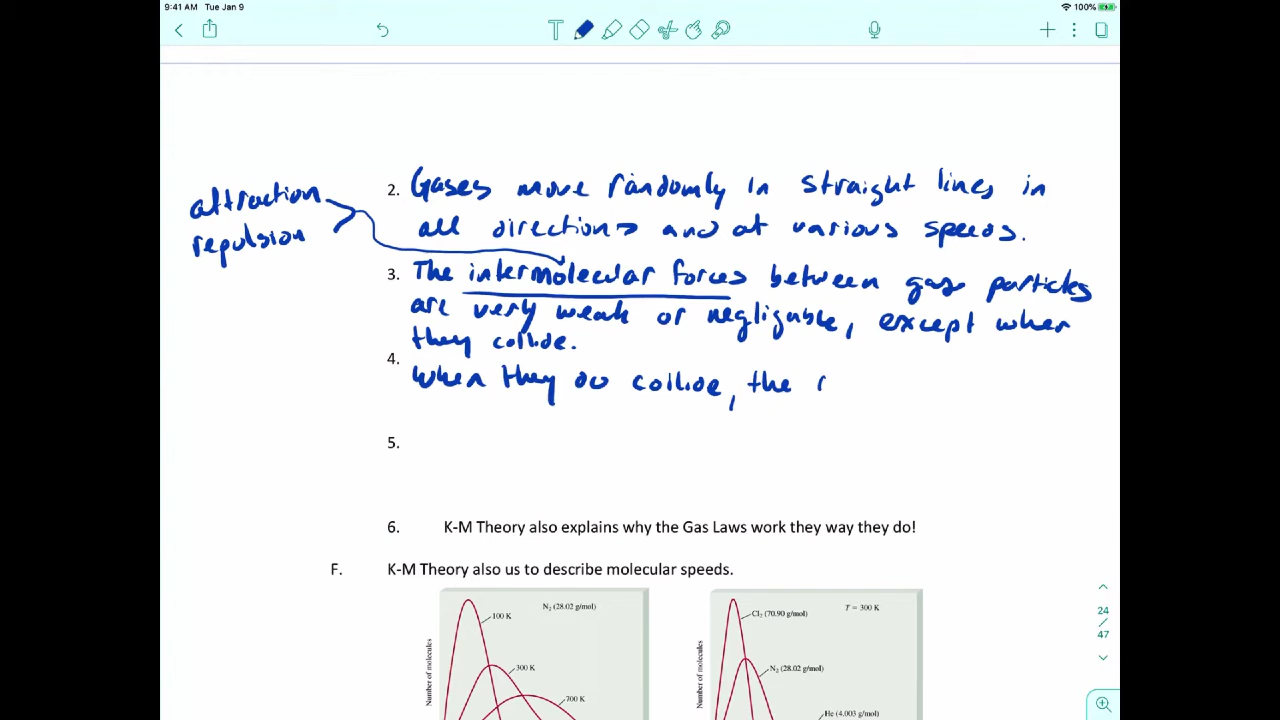 9:41 AM Tue Jan 9
100%
T
2. Gases move randomly in straight lines in
all directions and at various speeds.
attraction
repulsion
3. The intermolecular forces between gas particles
are very weak or negligable, except when
they collide.
4. When they do collide, the
5.
6. K-M Theory also explains why the Gas Laws work they way they do!
F. K-M Theory also us to describe molecular speeds.
N₂ (28.02 g/mol)
100 K
300 K
700 K
Number of molecules
T = 300 K
Cl₂ (70.90 g/mol)
N₂ (28.02 g/mol)
He (4.003 g/mol)
Number of molecules
24
/
47